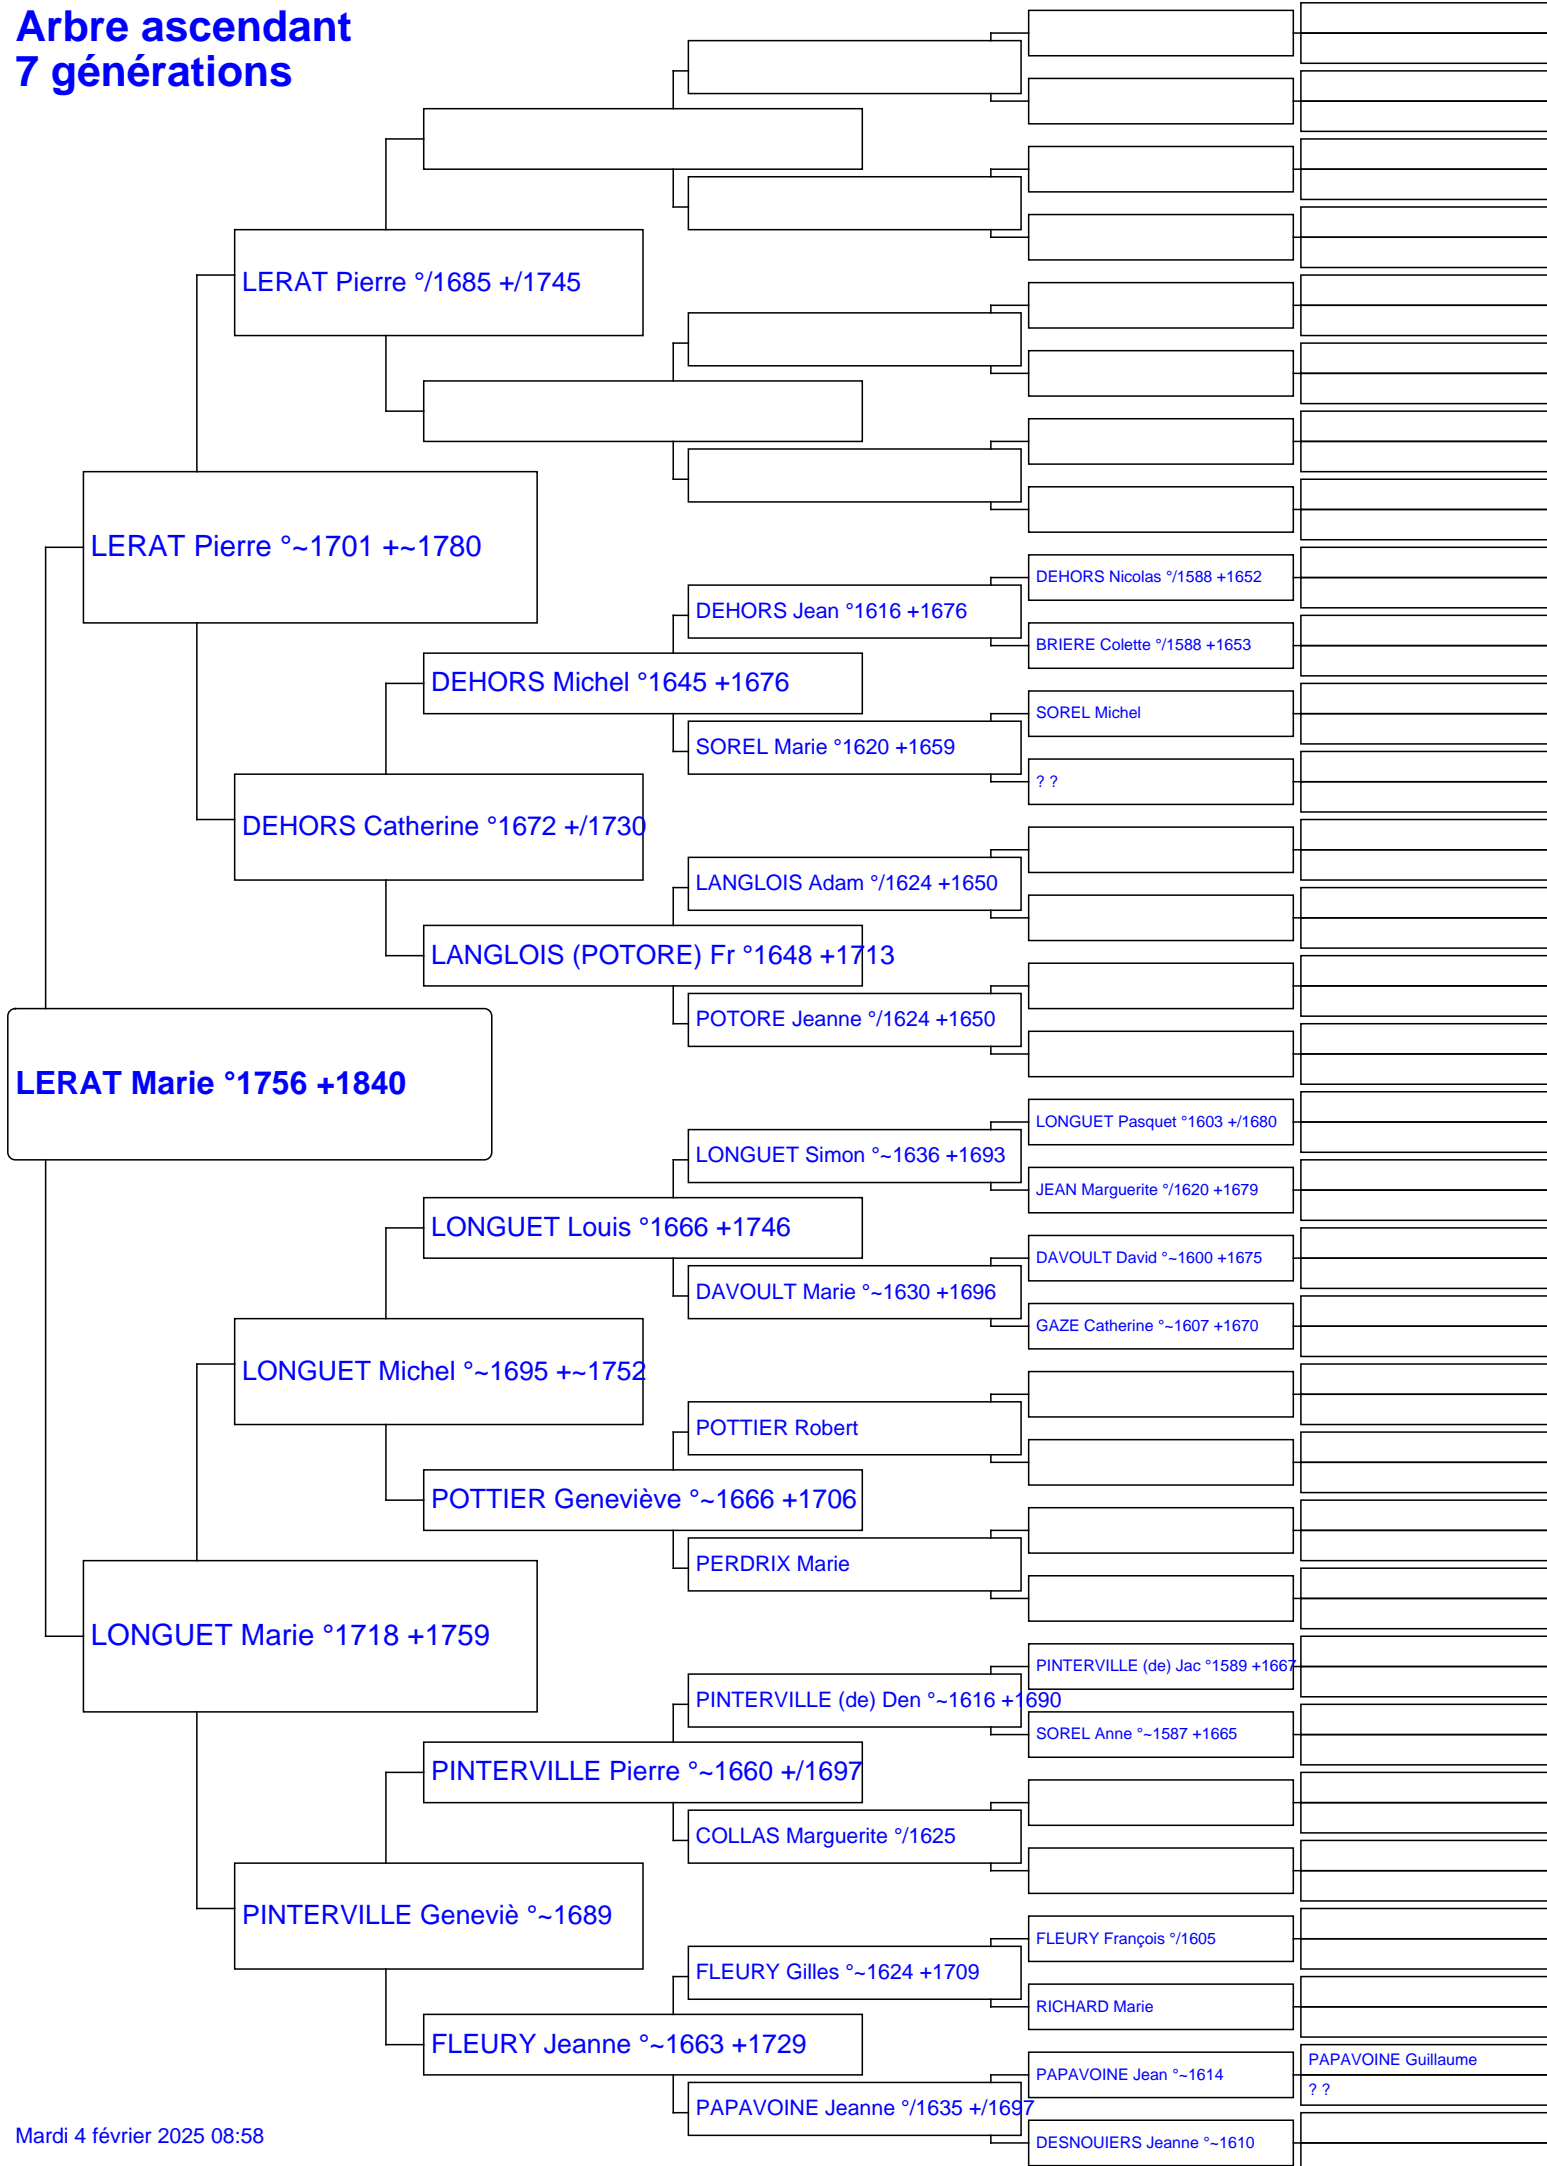 Arbre ascendant
7 générations
LERAT Pierre °/1685 +/1745
LERAT Pierre °~1701 +~1780
DEHORS Nicolas °/1588 +1652
DEHORS Jean °1616 +1676
BRIERE Colette °/1588 +1653
DEHORS Michel °1645 +1676
SOREL Michel
SOREL Marie °1620 +1659
? ?
DEHORS Catherine °1672 +/1730
LANGLOIS Adam °/1624 +1650
LANGLOIS (POTORE) Fr °1648 +1713
POTORE Jeanne °/1624 +1650
LERAT Marie °1756 +1840
LONGUET Pasquet °1603 +/1680
LONGUET Simon °~1636 +1693
JEAN Marguerite °/1620 +1679
LONGUET Louis °1666 +1746
DAVOULT David °~1600 +1675
DAVOULT Marie °~1630 +1696
GAZE Catherine °~1607 +1670
LONGUET Michel °~1695 +~1752
POTTIER Robert
POTTIER Geneviève °~1666 +1706
PERDRIX Marie
LONGUET Marie °1718 +1759
PINTERVILLE (de) Jac °1589 +1667
PINTERVILLE (de) Den °~1616 +1690
SOREL Anne °~1587 +1665
PINTERVILLE Pierre °~1660 +/1697
COLLAS Marguerite °/1625
PINTERVILLE Geneviè °~1689
FLEURY François °/1605
FLEURY Gilles °~1624 +1709
RICHARD Marie
FLEURY Jeanne °~1663 +1729
PAPAVOINE Guillaume
PAPAVOINE Jean °~1614
? ?
PAPAVOINE Jeanne °/1635 +/1697
DESNOUIERS Jeanne °~1610
Mardi 4 février 2025 08:58